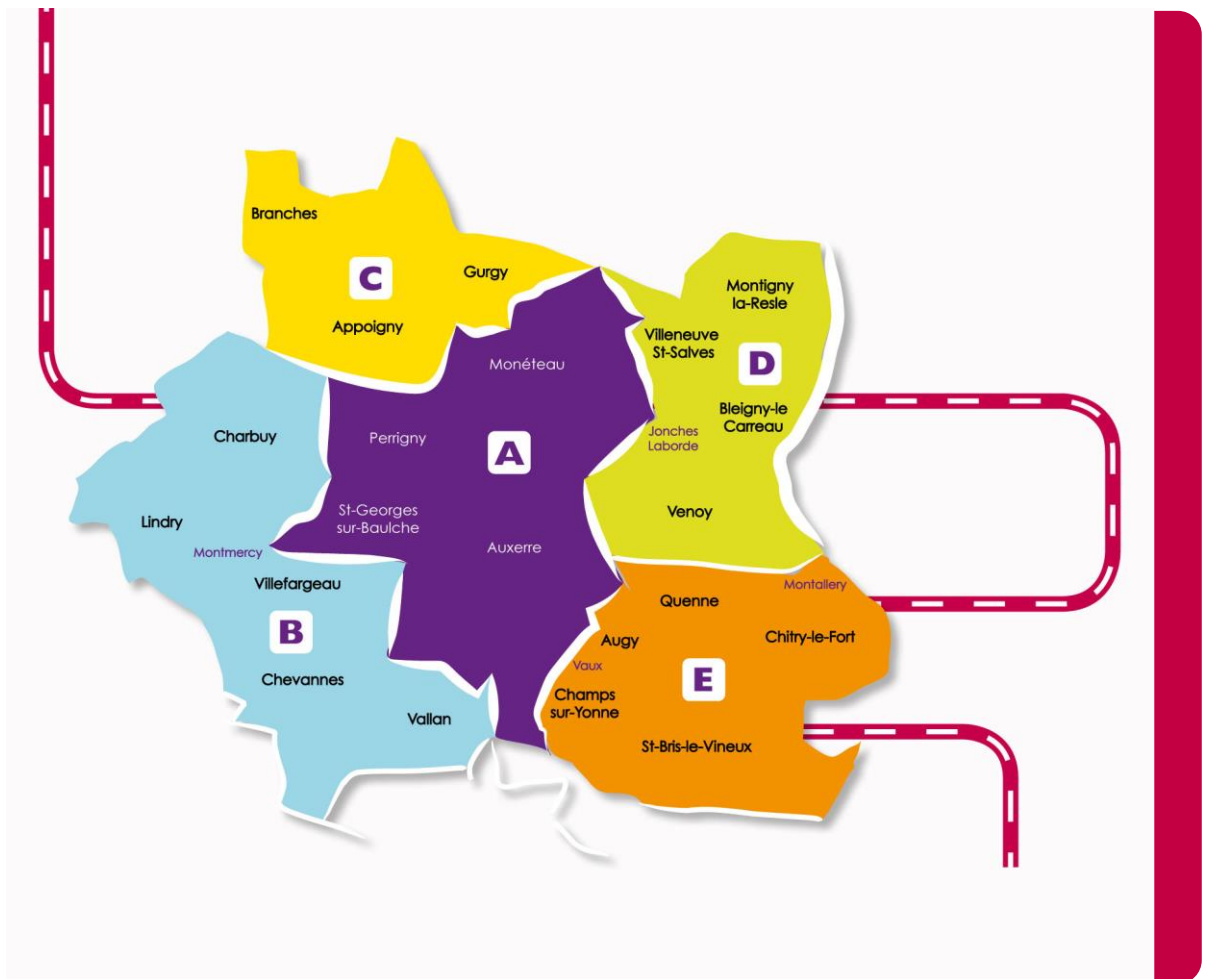 Branches
C
Gurgy
Appoigny
Montigny
la-Resle
Villeneuve
St-Salves
D
Bleigny-le
Carreau
Jonches
Laborde
Venoy
Monéteau
Perrigny
A
St-Georges
sur-Baulche
Auxerre
Charbuy
Lindry
Montmercy
Villefargeau
B
Chevannes
Vallan
Montallery
Quenne
Chitry-le-Fort
Augy
Vaux
E
Champs
sur-Yonne
St-Bris-le-Vineux